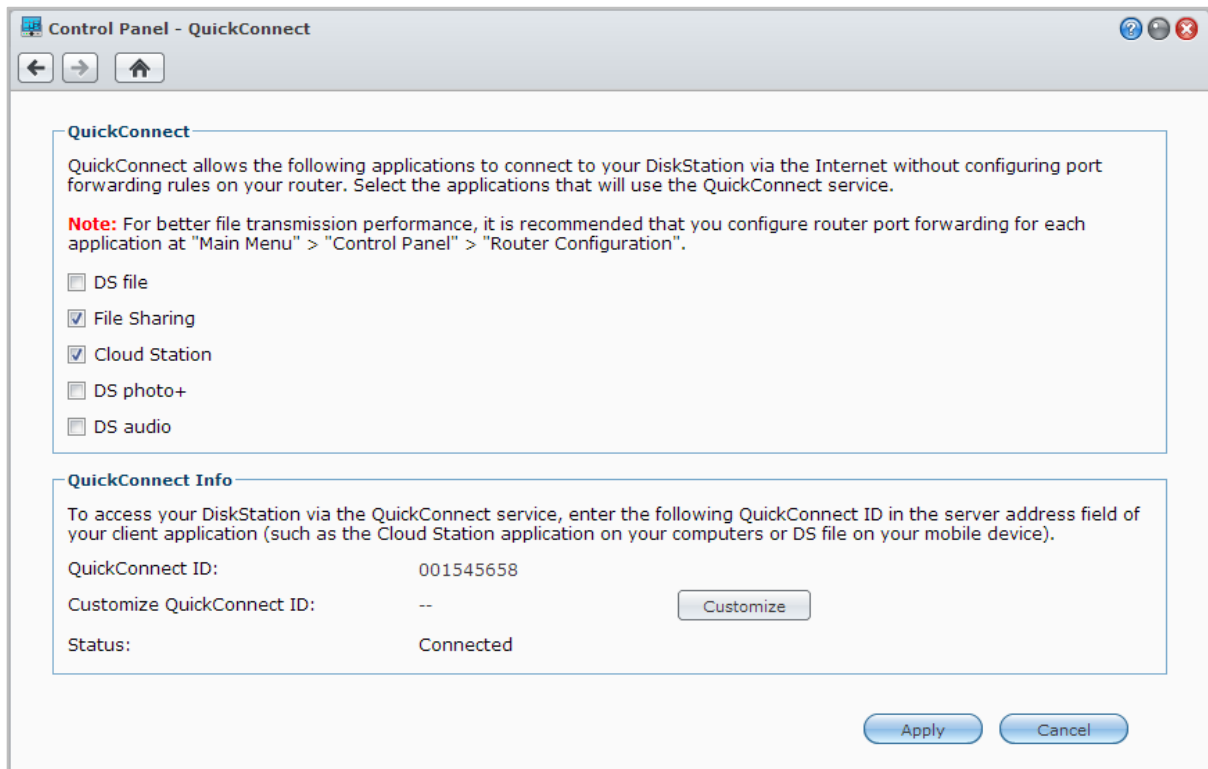 Control Panel - QuickConnect
QuickConnect
QuickConnect allows the following applications to connect to your DiskStation via the Internet without configuring port
forwarding rules on your router. Select the applications that will use the QuickConnect service.
Note: For better file transmission performance, it is recommended that you configure router port forwarding for each
application at "Main Menu" > "Control Panel" > "Router Configuration".
DS file
File Sharing
Cloud Station
DS photo+
DS audio
QuickConnect Info
To access your DiskStation via the QuickConnect service, enter the following QuickConnect ID in the server address field of
your client application (such as the Cloud Station application on your computers or DS file on your mobile device).
QuickConnect ID: 001545658
Customize QuickConnect ID: -- Customize
Status: Connected
Apply Cancel